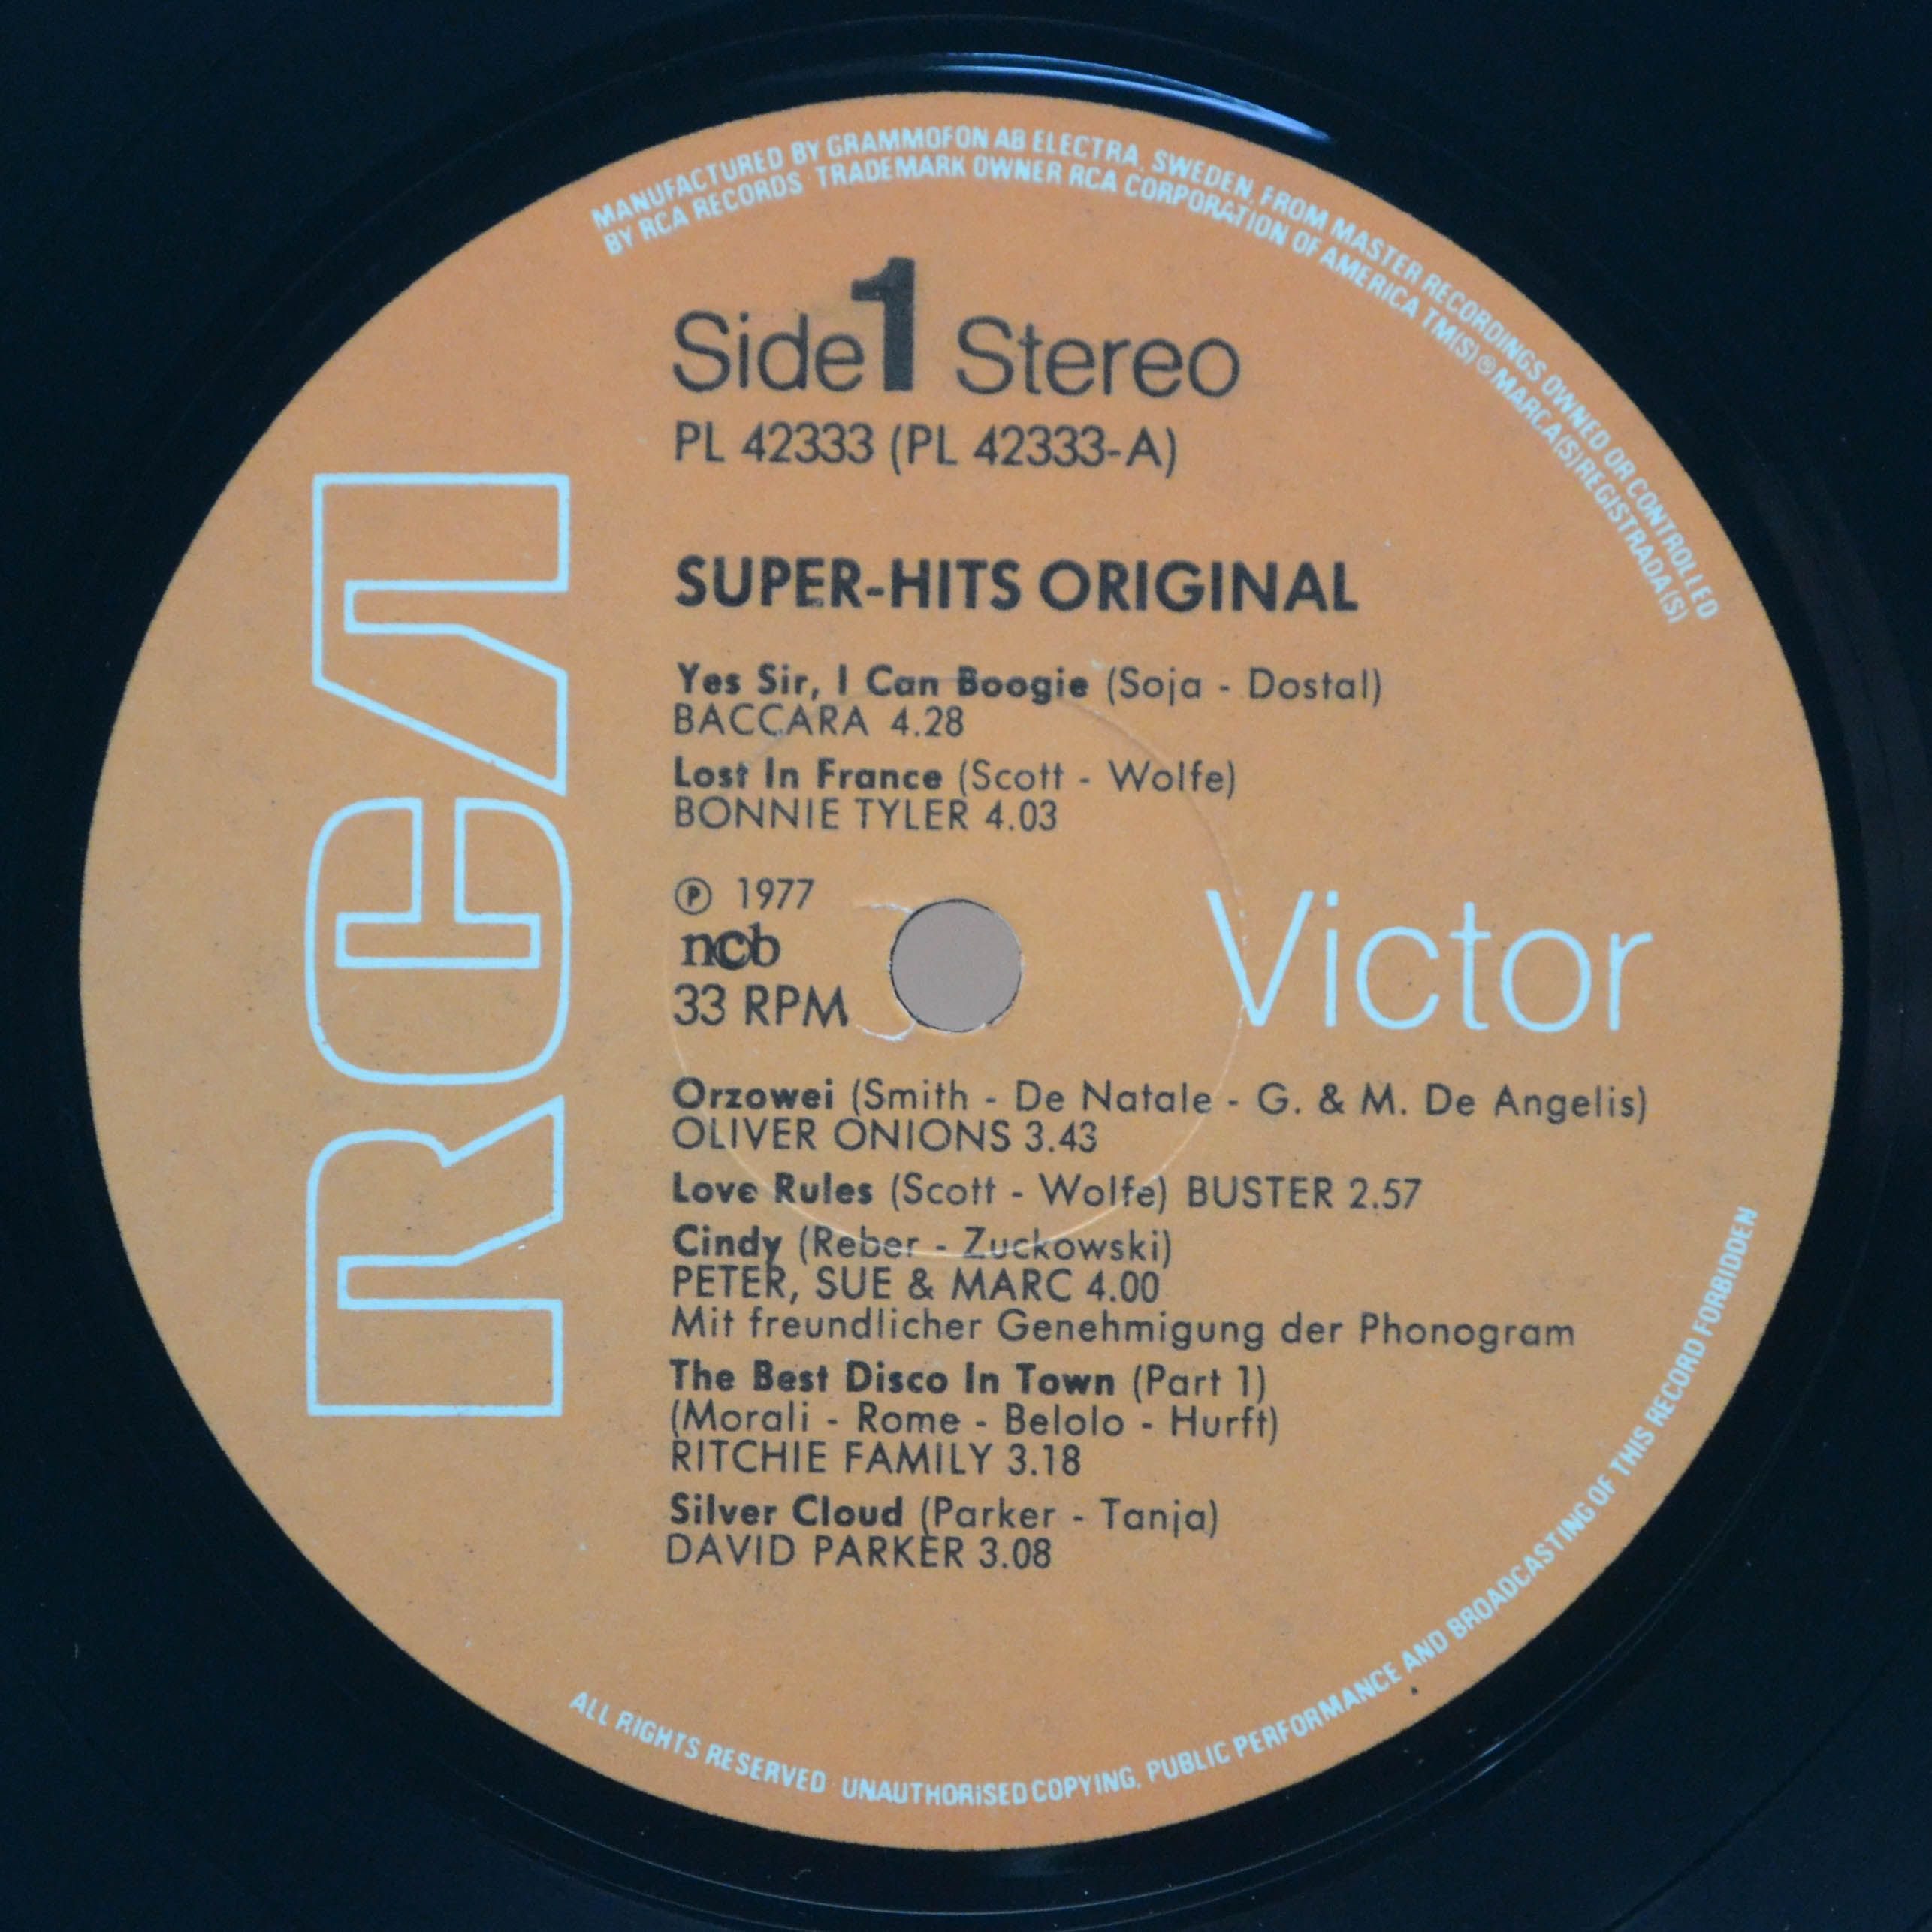 MANUFACTURED BY GRAMMOFON AB ELECTRA, SWEDEN, FROM MASTER RECORDINGS OWNED OR CONTROLLED
BY RCA RECORDS · TRADEMARK OWNER RCA CORPORATION OF AMERICA TM(S) ® MARCA(S) REGISTRADA(S)
Side 1 Stereo
PL 42333 (PL 42333-A)
SUPER-HITS ORIGINAL
Yes Sir, I Can Boogie (Soja - Dostal)
BACCARA 4.28
Lost In France (Scott - Wolfe)
BONNIE TYLER 4.03
℗ 1977
ncb
33 RPM
RCA
Victor
Orzowei (Smith - De Natale - G. & M. De Angelis)
OLIVER ONIONS 3.43
Love Rules (Scott - Wolfe) BUSTER 2.57
Cindy (Reber - Zuckowski)
PETER, SUE & MARC 4.00
Mit freundlicher Genehmigung der Phonogram
The Best Disco In Town (Part 1)
(Morali - Rome - Belolo - Hurft)
RITCHIE FAMILY 3.18
Silver Cloud (Parker - Tanja)
DAVID PARKER 3.08
ALL RIGHTS RESERVED · UNAUTHORISED COPYING, PUBLIC PERFORMANCE AND BROADCASTING OF THIS RECORD FORBIDDEN